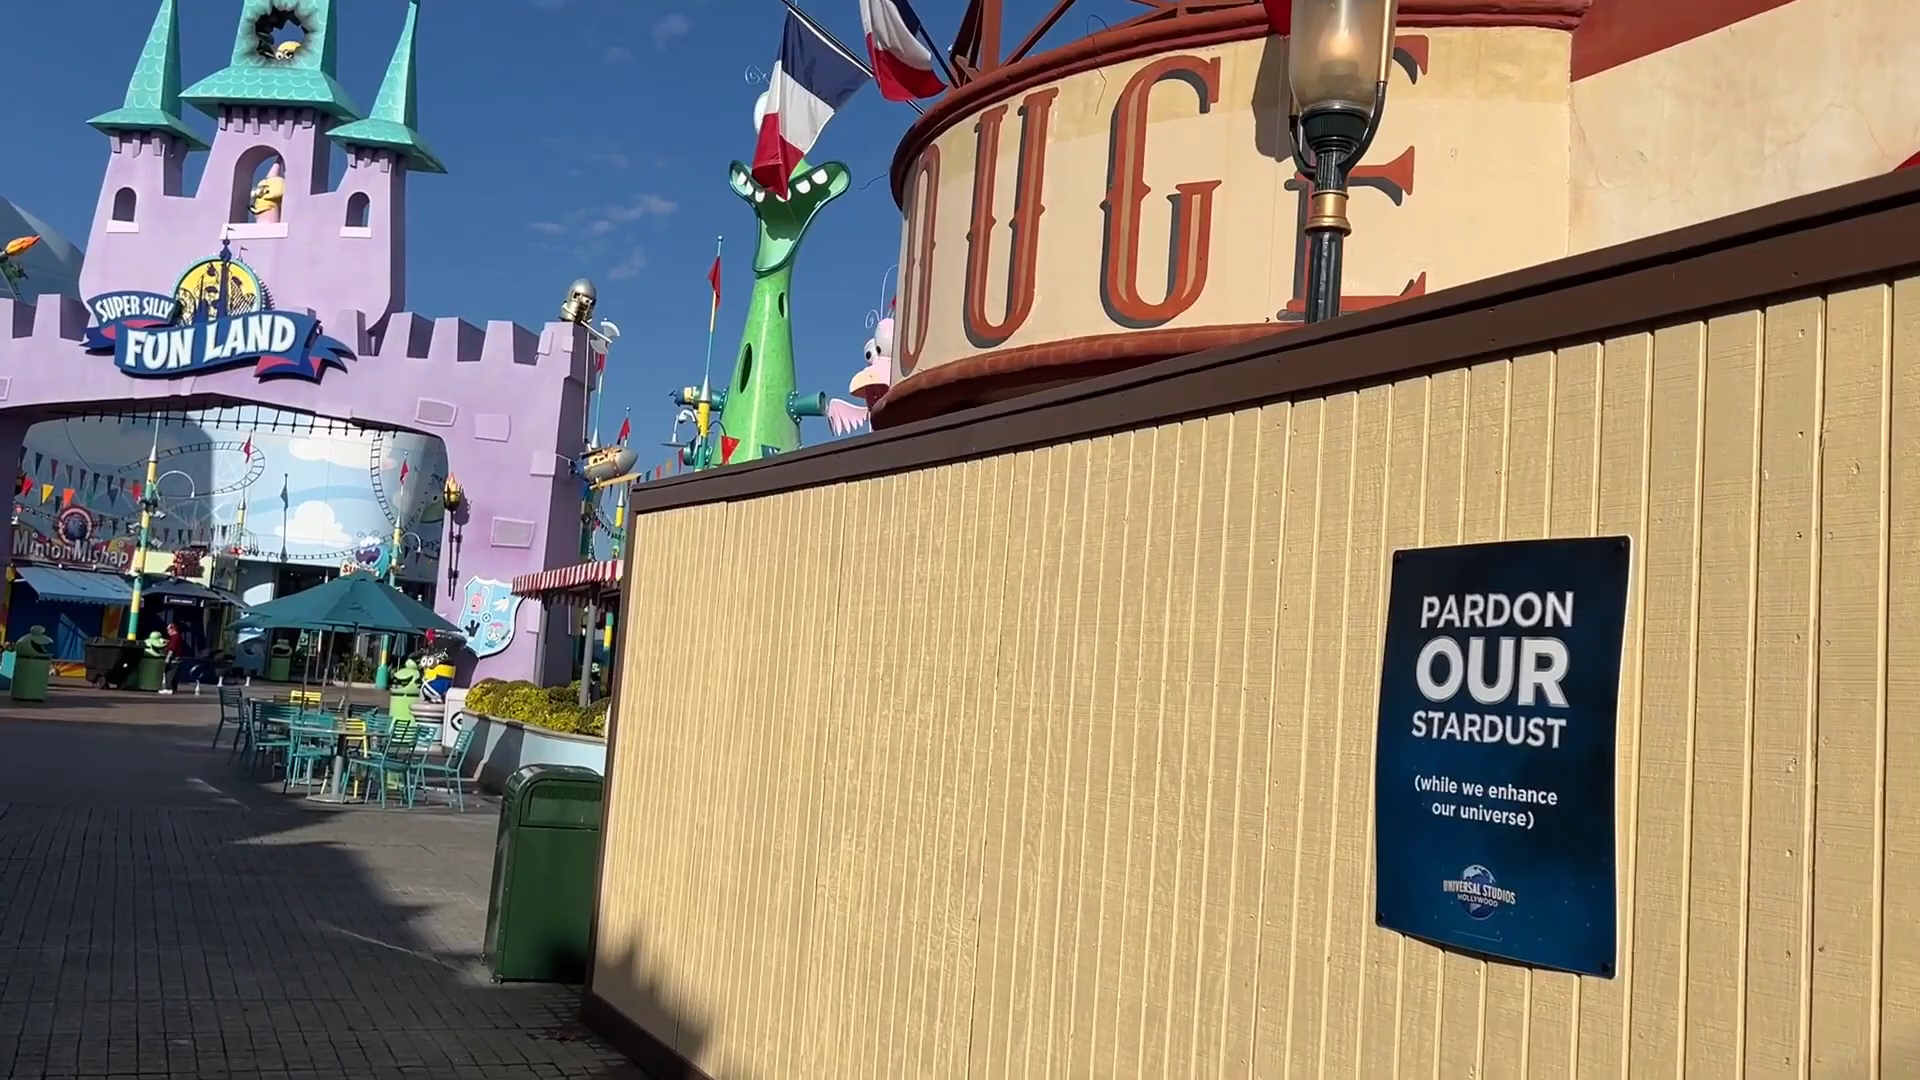 SUPER SILLY
FUN LAND
Minion Mishap
OUGE
PARDON
OUR
STARDUST
(while we enhance
our universe)
UNIVERSAL STUDIOS
HOLLYWOOD